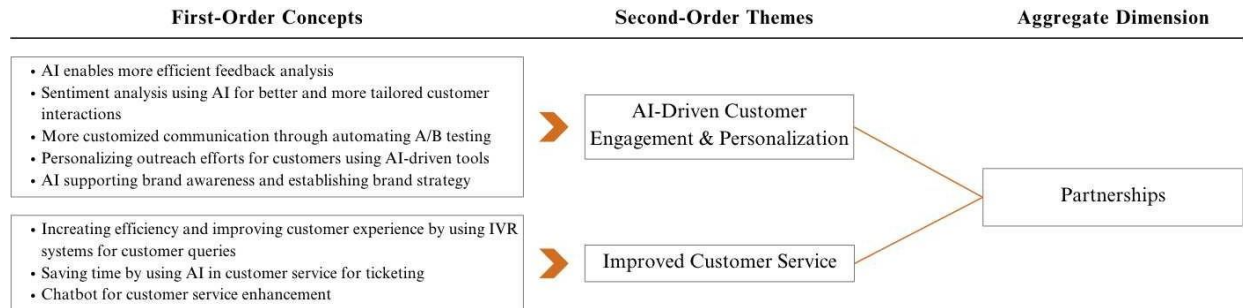 First-Order Concepts
Second-Order Themes
Aggregate Dimension
• AI enables more efficient feedback analysis
• Sentiment analysis using AI for better and more tailored customer
interactions
• More customized communication through automating A/B testing
• Personalizing outreach efforts for customers using AI-driven tools
• AI supporting brand awareness and establishing brand strategy
AI-Driven Customer
Engagement & Personalization
• Increating efficiency and improving customer experience by using IVR
systems for customer queries
• Saving time by using AI in customer service for ticketing
• Chatbot for customer service enhancement
Improved Customer Service
Partnerships